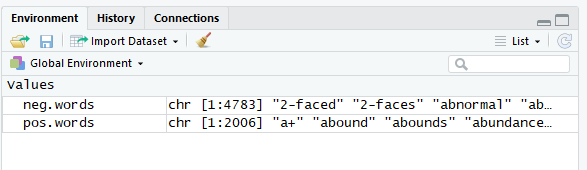 Environment History Connections
Import Dataset List
Global Environment
Values
neg.words chr [1:4783] "2-faced" "2-faces" "abnormal" "ab…
pos.words chr [1:2006] "a+" "abound" "abounds" "abundance…